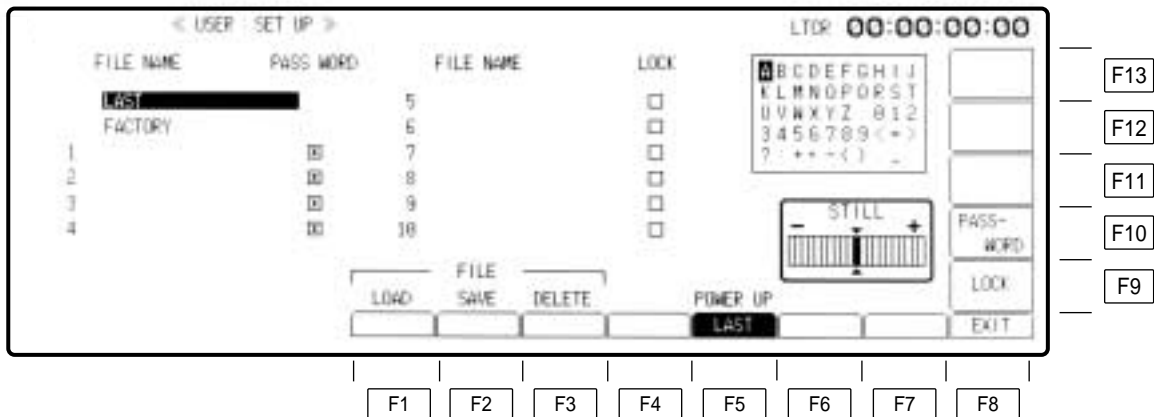 ≪ USER : SET UP ≫ LTCR 00:00:00:00
FILE NAME PASS WORD FILE NAME LOCK
LAST
FACTORY
1
2
3
4
5
6
7
8
9
10
ABCDEFGHIJ
KLMNOPQRST
UVWXYZ 012
3456789<=>
STILL
- +
PASS-
WORD
LOCK
EXIT
FILE
LOAD SAVE DELETE
POWER UP
LAST
F13
F12
F11
F10
F9
F1 F2 F3 F4 F5 F6 F7 F8